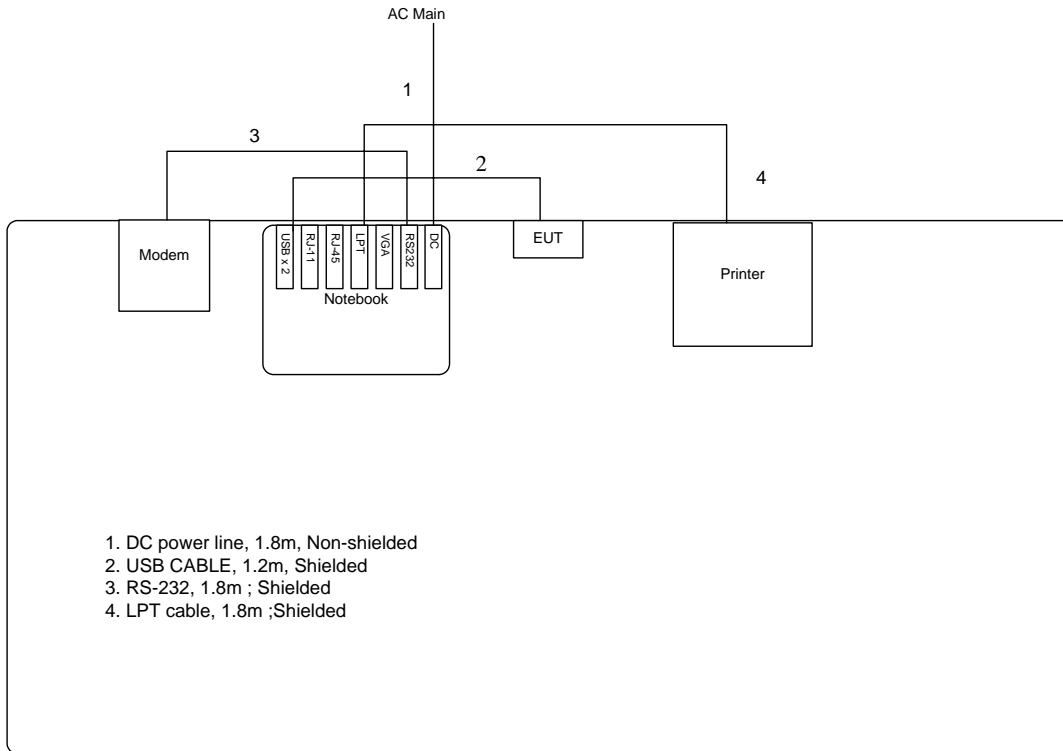 AC Main
1
3
2
4
Modem
USB x 2
RJ-11
RJ-45
LPT
VGA
RS232
DC
Notebook
EUT
Printer
1. DC power line, 1.8m, Non-shielded
2. USB CABLE, 1.2m, Shielded
3. RS-232, 1.8m ; Shielded
4. LPT cable, 1.8m ;Shielded